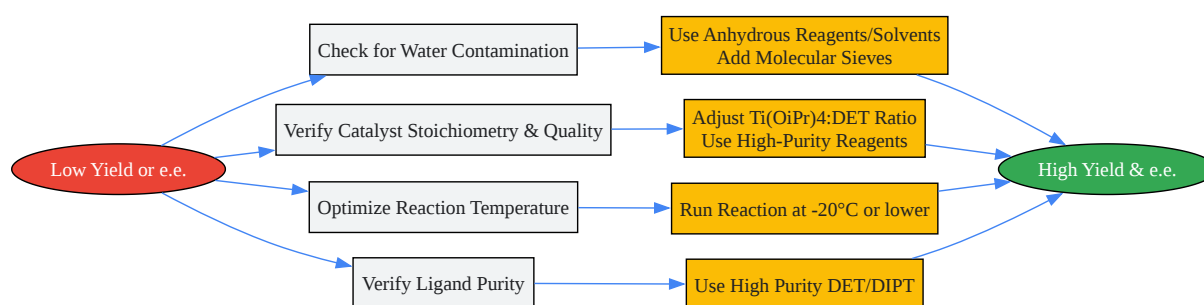 Low Yield or e.e.
Check for Water Contamination
Use Anhydrous Reagents/Solvents
Add Molecular Sieves
Verify Catalyst Stoichiometry & Quality
Adjust Ti(OiPr)4:DET Ratio
Use High-Purity Reagents
Optimize Reaction Temperature
Run Reaction at -20°C or lower
Verify Ligand Purity
Use High Purity DET/DIPT
High Yield & e.e.